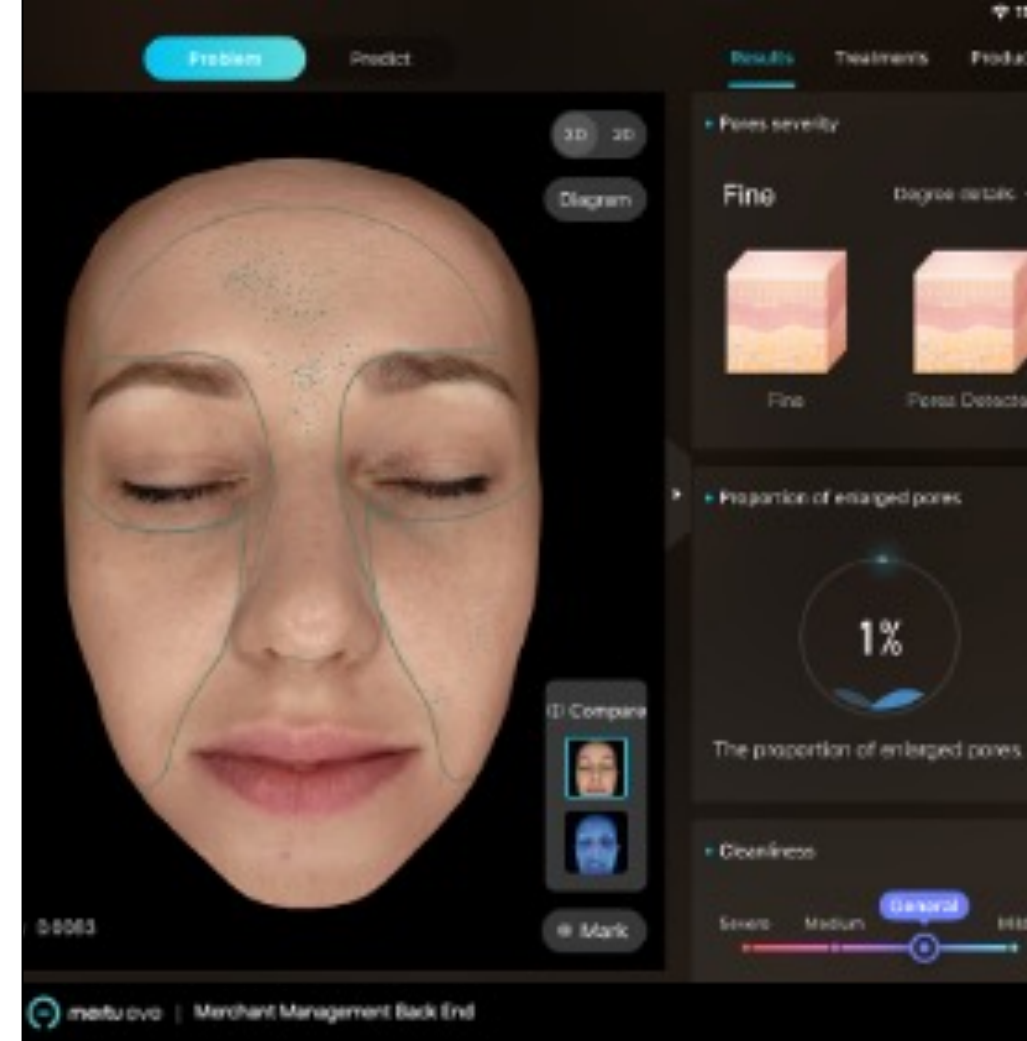 Problem
Predict
Results
Treatments
3D 2D
Diagram
Pores severity
Fine
Degree details
Fine
Pores
Proportion of enlarged pores
1%
The proportion of enlarged pores
Compare
Cleanliness
General
Severe
Medium
Mark
Merchant Management Back End